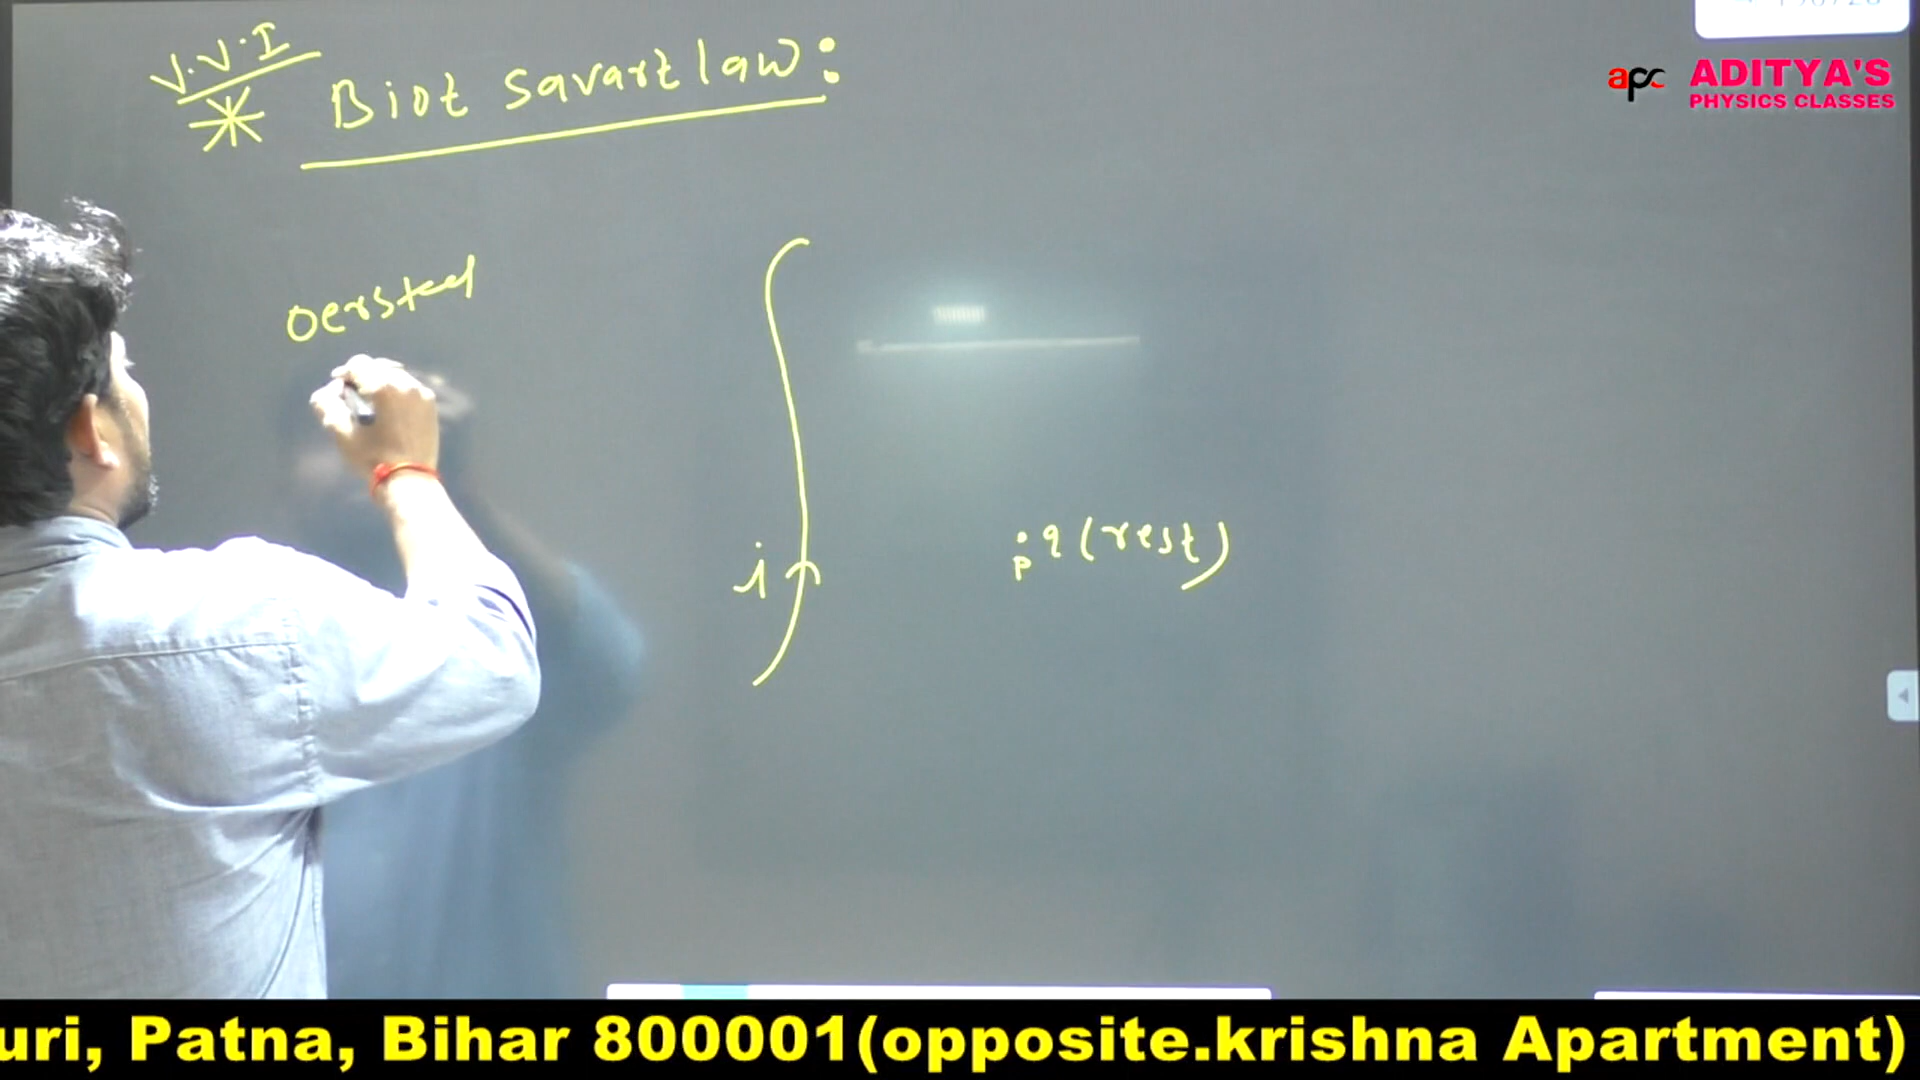 V.V.I
* Biot savart law:
apc ADITYA'S
PHYSICS CLASSES
oersted
i
p q (rest)
uri, Patna, Bihar 800001(opposite.krishna Apartment)